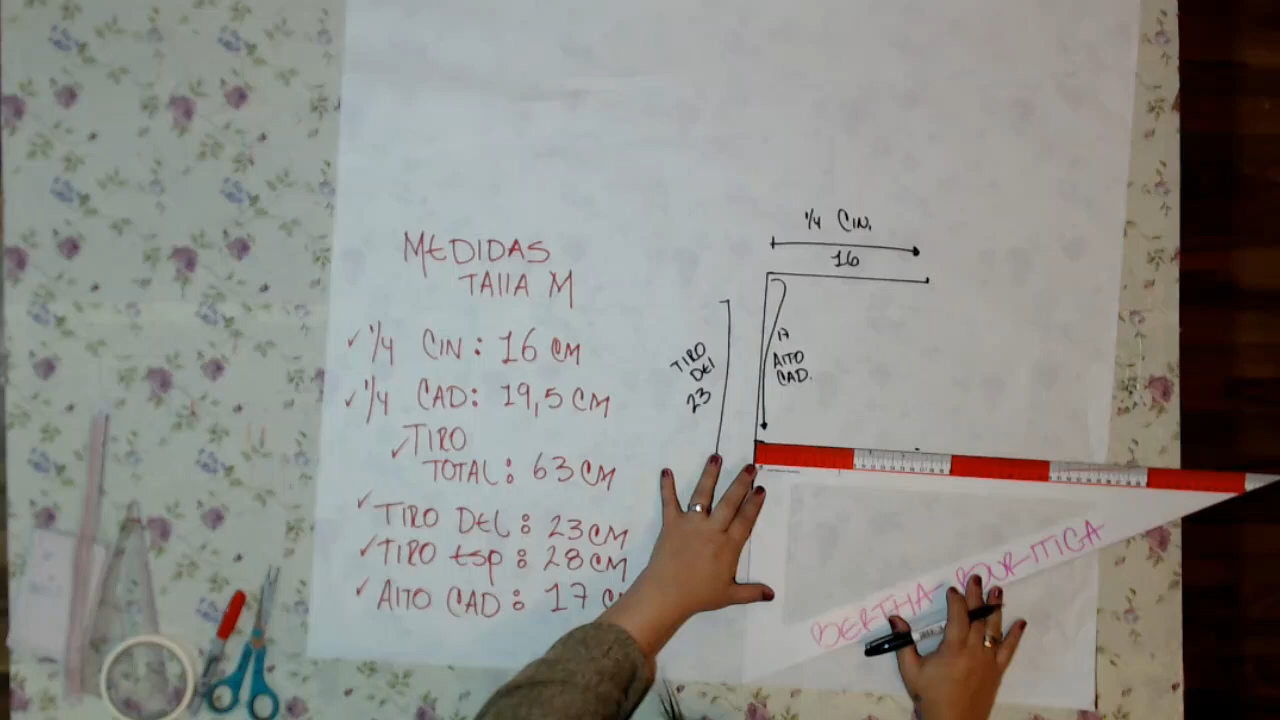 MEDIDAS
TAllA M
1/4 CIN: 16 CM
1/4 CAD: 19,5 CM
TIRO
TOTAL: 63 CM
TIRO DEL: 23 CM
TIRO ESP: 28 CM
AlTO CAD: 17 C
1/4 CIN.
16
17
AlTO
CAD.
TIRO
DEl
23
BERTHA-BOUR-ITIGA